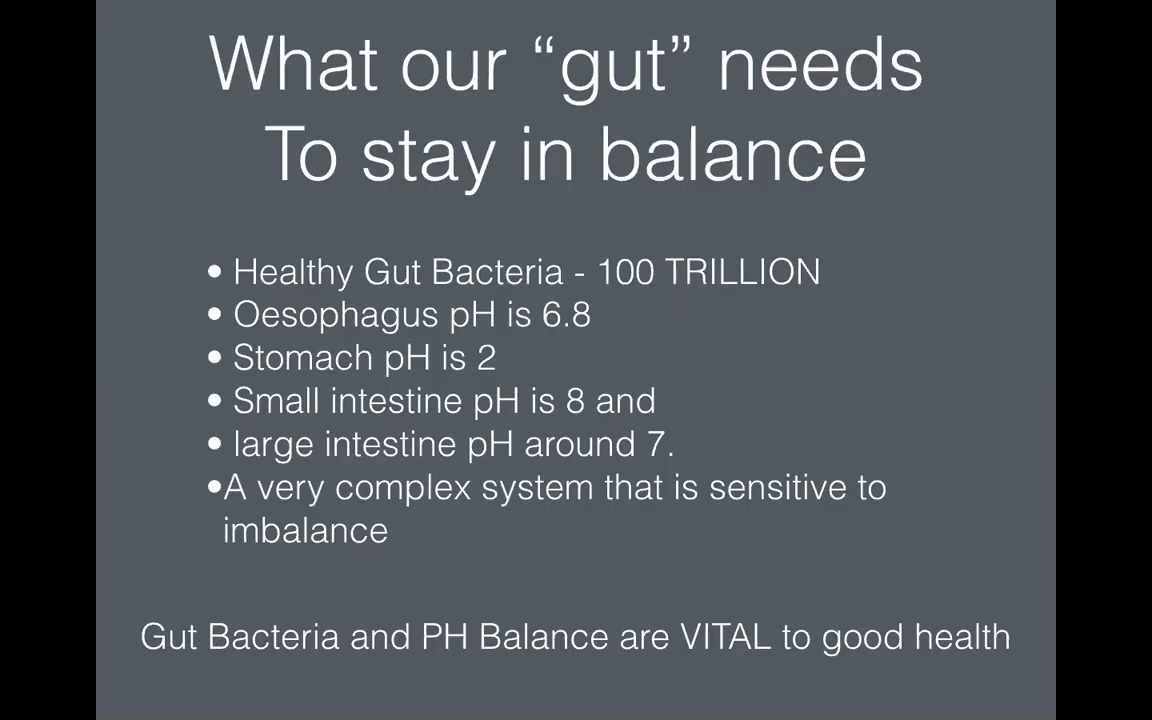 What our “gut” needs
To stay in balance
• Healthy Gut Bacteria - 100 TRILLION
• Oesophagus pH is 6.8
• Stomach pH is 2
• Small intestine pH is 8 and
• large intestine pH around 7.
•A very complex system that is sensitive to
imbalance
Gut Bacteria and PH Balance are VITAL to good health